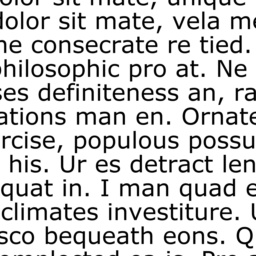 dolor sit mate, unique
dolor sit mate, vela me
ne consecrate re tied.
philosophic pro at. Ne
ses definiteness an, ra
ations man en. Ornate
rcise, populous possu
his. Ur es detract len
quat in, I man quad e
climates investiture.
sco bequeath eons. Q